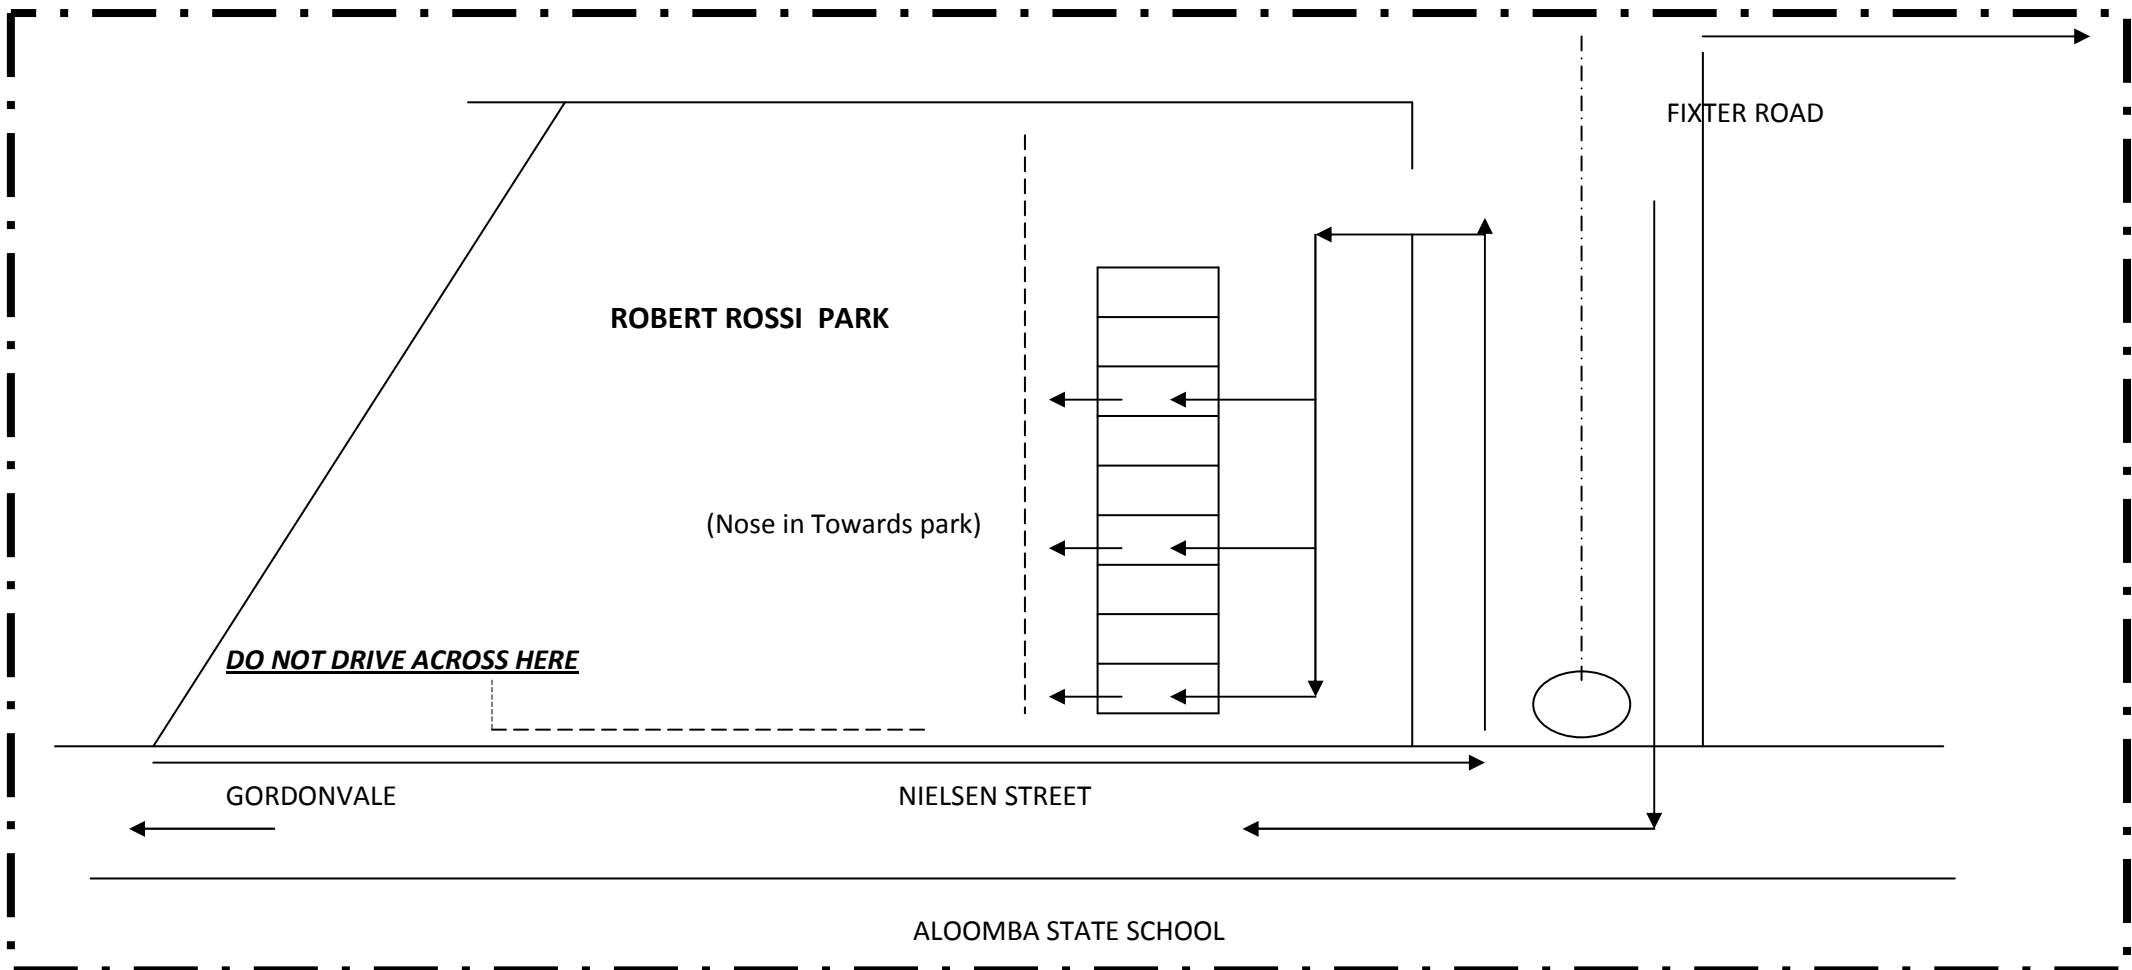 FIXTER ROAD
ROBERT ROSSI  PARK
(Nose in Towards park)
DO NOT DRIVE ACROSS HERE
GORDONVALE
NIELSEN STREET
ALOOMBA STATE SCHOOL